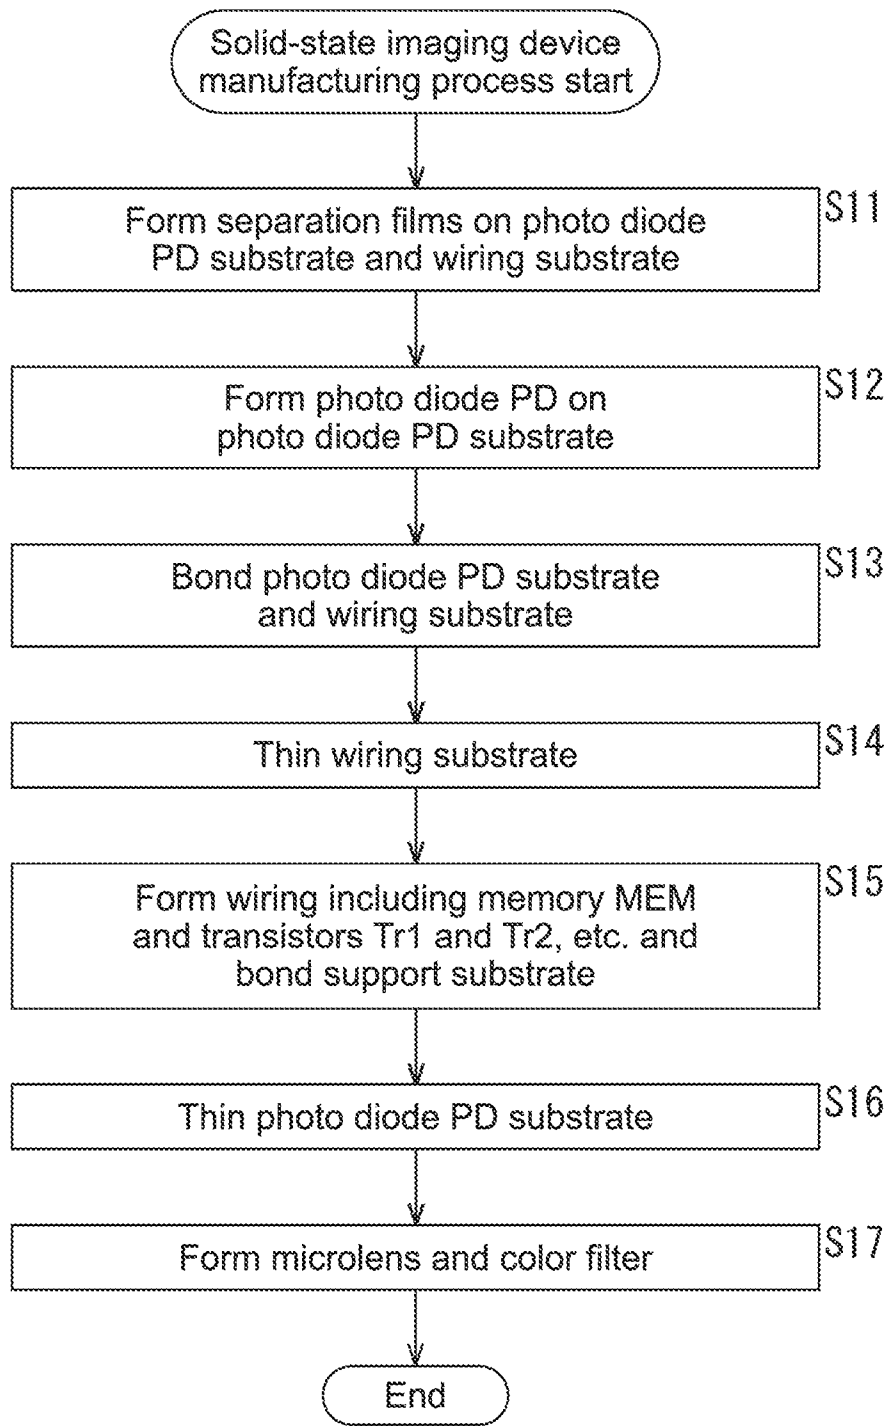 Solid-state imaging device
manufacturing process start
S11
Form separation films on photo diode
PD substrate and wiring substrate
S12
Form photo diode PD on
photo diode PD substrate
S13
Bond photo diode PD substrate
and wiring substrate
S14
Thin wiring substrate
S15
Form wiring including memory MEM
and transistors Tr1 and Tr2, etc. and
bond support substrate
S16
Thin photo diode PD substrate
S17
Form microlens and color filter
End